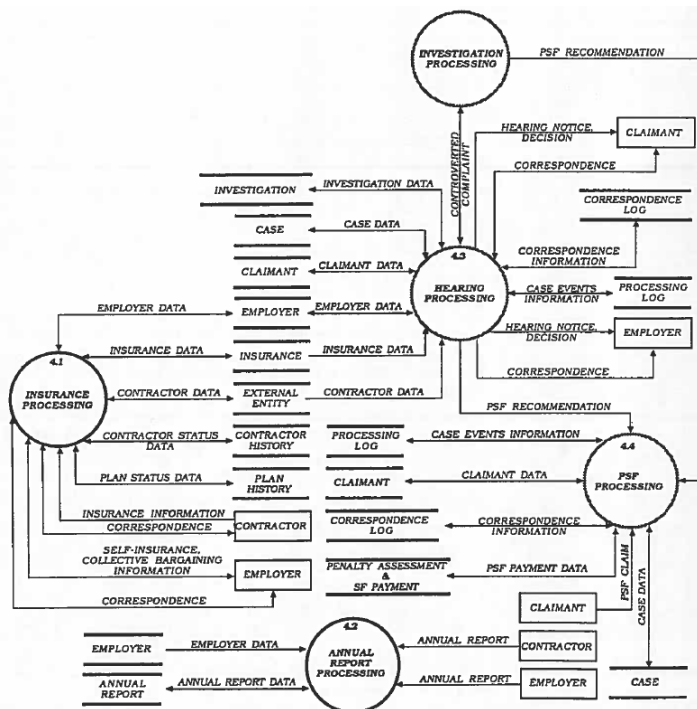 INVESTIGATION
PROCESSING
PSF RECOMMENDATION
CONTROVERTED
COMPLAINT
HEARING NOTICE,
DECISION
CLAIMANT
CORRESPONDENCE
INVESTIGATION
INVESTIGATION DATA
CORRESPONDENCE
LOG
CASE
CASE DATA
4.3
HEARING
PROCESSING
CORRESPONDENCE
INFORMATION
CLAIMANT
CLAIMANT DATA
CASE EVENTS
INFORMATION
PROCESSING
LOG
EMPLOYER DATA
EMPLOYER
EMPLOYER DATA
HEARING NOTICE,
DECISION
EMPLOYER
4.1
INSURANCE
PROCESSING
INSURANCE DATA
INSURANCE
INSURANCE DATA
CORRESPONDENCE
CONTRACTOR DATA
EXTERNAL
ENTITY
CONTRACTOR DATA
PSF RECOMMENDATION
CONTRACTOR STATUS
DATA
CONTRACTOR
HISTORY
PROCESSING
LOG
CASE EVENTS INFORMATION
4.4
PSF
PROCESSING
PLAN STATUS DATA
PLAN
HISTORY
CLAIMANT
CLAIMANT DATA
INSURANCE INFORMATION
CORRESPONDENCE
CONTRACTOR
CORRESPONDENCE
LOG
CORRESPONDENCE
INFORMATION
SELF-INSURANCE,
COLLECTIVE BARGAINING
INFORMATION
EMPLOYER
PENALTY ASSESSMENT
&
SF PAYMENT
PSF PAYMENT DATA
PSF CLAIM
CASE DATA
CORRESPONDENCE
CLAIMANT
EMPLOYER
EMPLOYER DATA
4.2
ANNUAL
REPORT
PROCESSING
ANNUAL REPORT
CONTRACTOR
ANNUAL
REPORT
ANNUAL REPORT DATA
ANNUAL REPORT
EMPLOYER
CASE